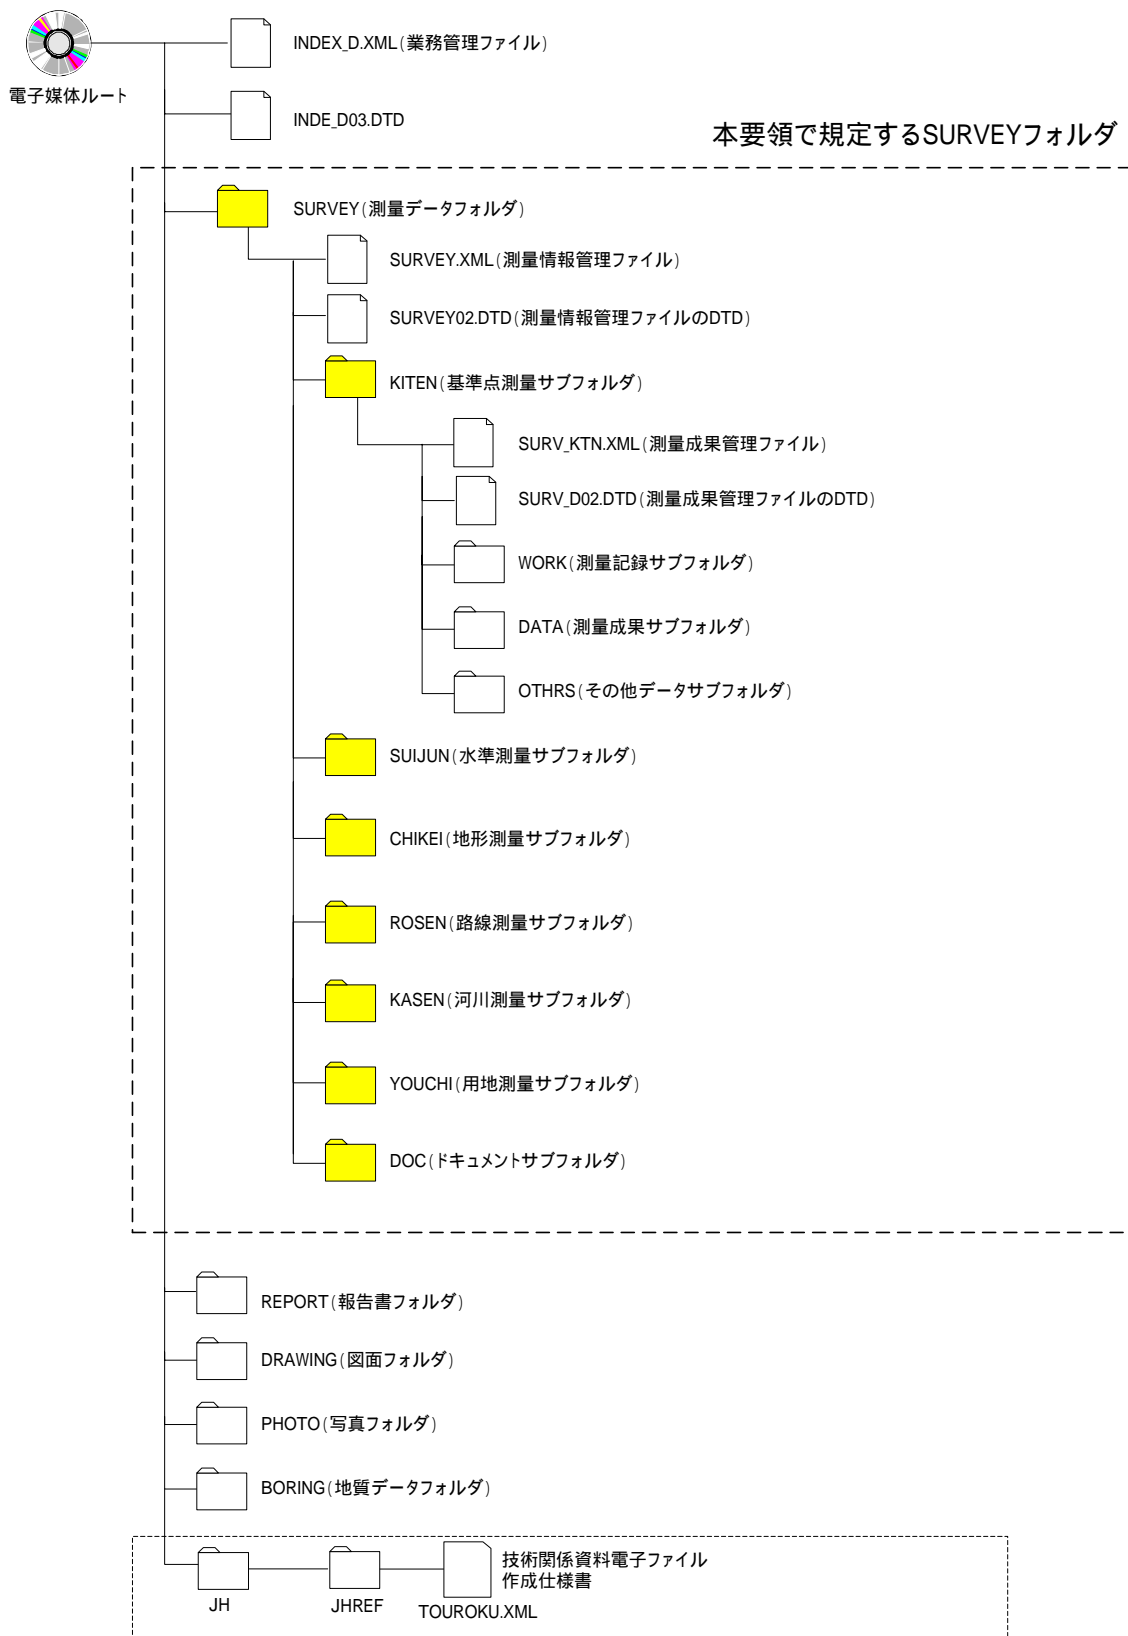 電子媒体ルート
INDEX_D.XML(業務管理ファイル)
INDE_D03.DTD
本要領で規定するSURVEYフォルダ
SURVEY(測量データフォルダ)
SURVEY.XML(測量情報管理ファイル)
SURVEY02.DTD(測量情報管理ファイルのDTD)
KITEN(基準点測量サブフォルダ)
SURV_KTN.XML(測量成果管理ファイル)
SURV_D02.DTD(測量成果管理ファイルのDTD)
WORK(測量記録サブフォルダ)
DATA(測量成果サブフォルダ)
OTHRS(その他データサブフォルダ)
SUIJUN(水準測量サブフォルダ)
CHIKEI(地形測量サブフォルダ)
ROSEN(路線測量サブフォルダ)
KASEN(河川測量サブフォルダ)
YOUCHI(用地測量サブフォルダ)
DOC(ドキュメントサブフォルダ)
REPORT(報告書フォルダ)
DRAWING(図面フォルダ)
PHOTO(写真フォルダ)
BORING(地質データフォルダ)
JH
JHREF
TOUROKU.XML
技術関係資料電子ファイル
作成仕様書